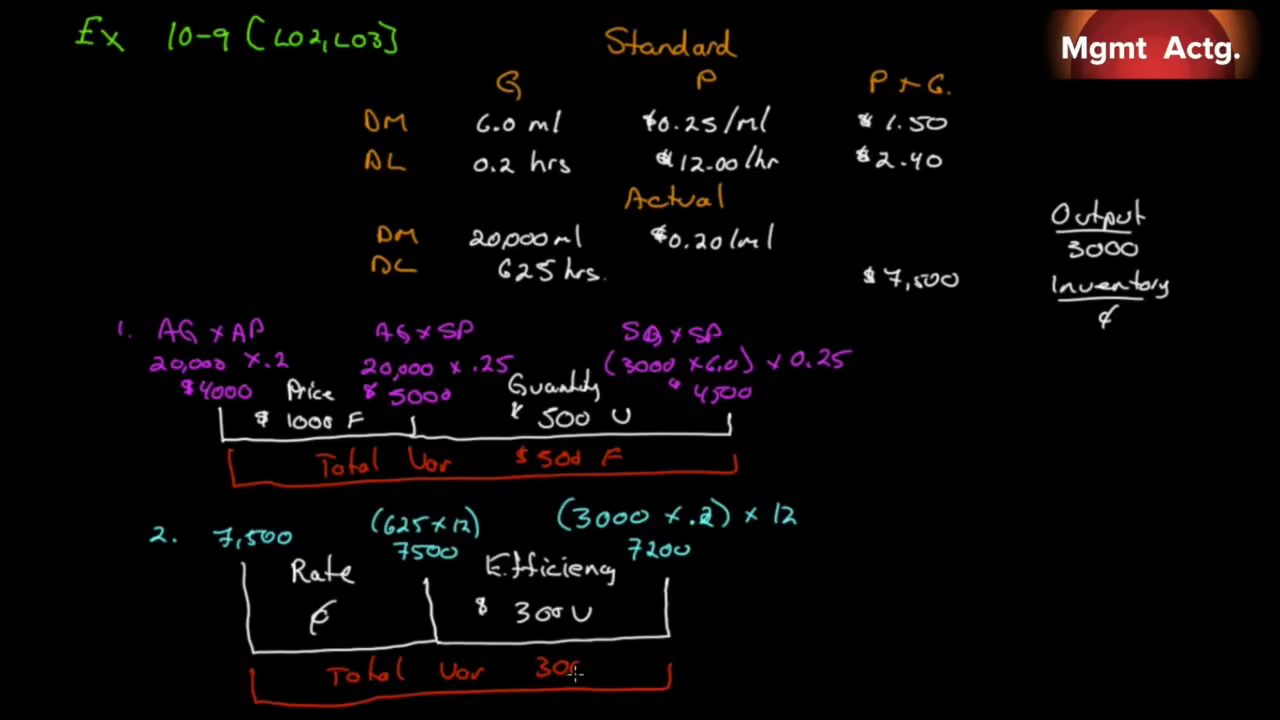 Ex 10-9 (LO2, LO3]
Mgmt Actg.
Standard
Q P P x Q.
DM 6.0 ml $0.25/ml $1.50
DL 0.2 hrs $12.00/hr $2.40
Actual
DM 20,000 ml $0.20/ml
DL 625 hrs. $7,500
Output
3000
Inventory
¢
1. AQ x AP AQ x SP SQ x SP
20,000 x .2 20,000 x .25 (3000 x 6.0) x 0.25
$4000 Price $5000 Quantity $4500
$1000 F $500 U
Total Var $500 F
2. 7,500 (625 x 12) (3000 x .2) x 12
7500 7200
Rate Efficiency
$300 U
Total Var 300